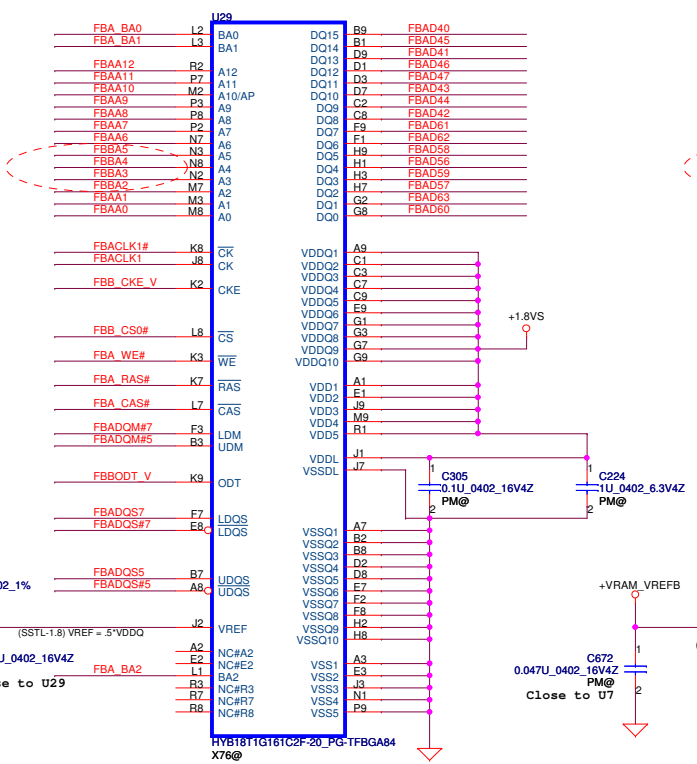 U29
FBA_BA0 L2 BA0 DQ15 B9 FBAD40
FBA_BA1 L3 BA1 DQ14 B1 FBAD45
DQ13 D9 FBAD41
FBAA12 R2 A12 DQ12 D1 FBAD46
FBAA11 P7 A11 DQ11 D3 FBAD47
FBAA10 M2 A10/AP DQ10 D7 FBAD43
FBAA9 P3 A9 DQ9 C2 FBAD44
FBAA8 P8 A8 DQ8 C8 FBAD42
FBAA7 P2 A7 DQ7 F9 FBAD61
FBAA6 N7 A6 DQ6 F1 FBAD62
FBBA5 N3 A5 DQ5 H9 FBAD58
FBBA4 N8 A4 DQ4 H1 FBAD56
FBBA3 N2 A3 DQ3 H3 FBAD59
FBBA2 M7 A2 DQ2 H7 FBAD57
FBAA1 M3 A1 DQ1 G2 FBAD63
FBAA0 M8 A0 DQ0 G8 FBAD60
FBACLK1# K8 CK VDDQ1 A9
FBACLK1 J8 CK VDDQ2 C1
VDDQ3 C3
FBB_CKE_V K2 CKE VDDQ4 C7
VDDQ5 C9
VDDQ6 E9
VDDQ7 G1
+1.8VS
FBB_CS0# L8 CS VDDQ8 G3
VDDQ9 G7
FBA_WE# K3 WE VDDQ10 G9
FBA_RAS# K7 RAS VDD1 A1
VDD2 E1
FBA_CAS# L7 CAS VDD3 J9
VDD4 M9
FBADQM#7 F3 LDM VDD5 R1
FBADQM#5 B3 UDM
VDDL J1
VSSDL J7
FBBODT_V K9 ODT
1 C305
0.1U_0402_16V4Z
PM@
2
1 C224
1U_0402_6.3V4Z
PM@
2
FBADQS7 F7 LDQS
FBADQS#7 E8 LDQS VSSQ1 A7
VSSQ2 B2
VSSQ3 B8
VSSQ4 D2
FBADQS5 B7 UDQS VSSQ5 D8
FBADQS#5 A8 UDQS VSSQ6 E7
VSSQ7 F2
VSSQ8 F8
02_1%
+VRAM_VREFB
(SSTL-1.8) VREF = .5*VDDQ J2 VREF VSSQ9 H2
VSSQ10 H8
U_0402_16V4Z
A2 NC#A2
E2 NC#E2 VSS1 A3
FBA_BA2 L1 BA2 VSS2 E3
se to U29
R3 NC#R3 VSS3 J3
R7 NC#R7 VSS4 N1
R8 NC#R8 VSS5 P9
1
C672
0.047U_0402_16V4Z
PM@
2
Close to U7
HYB18T1G161C2F-20_PG-TFBGA84
X76@